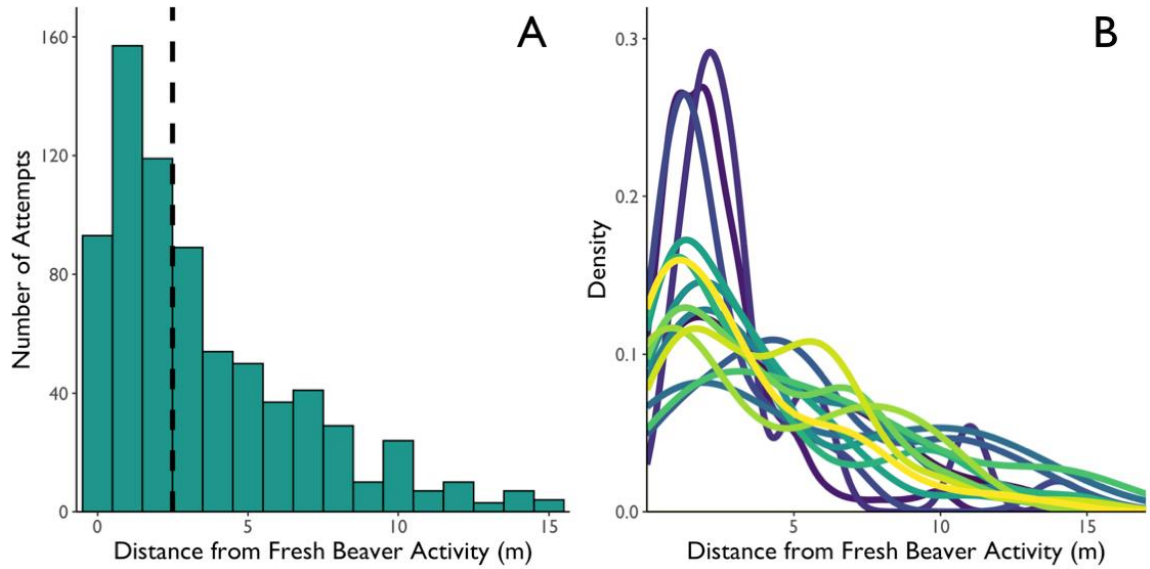 A
160
120
80
40
0
Number of Attempts
0 5 10 15
Distance from Fresh Beaver Activity (m)
B
0.3
0.2
0.1
0.0
Density
5 10 15
Distance from Fresh Beaver Activity (m)